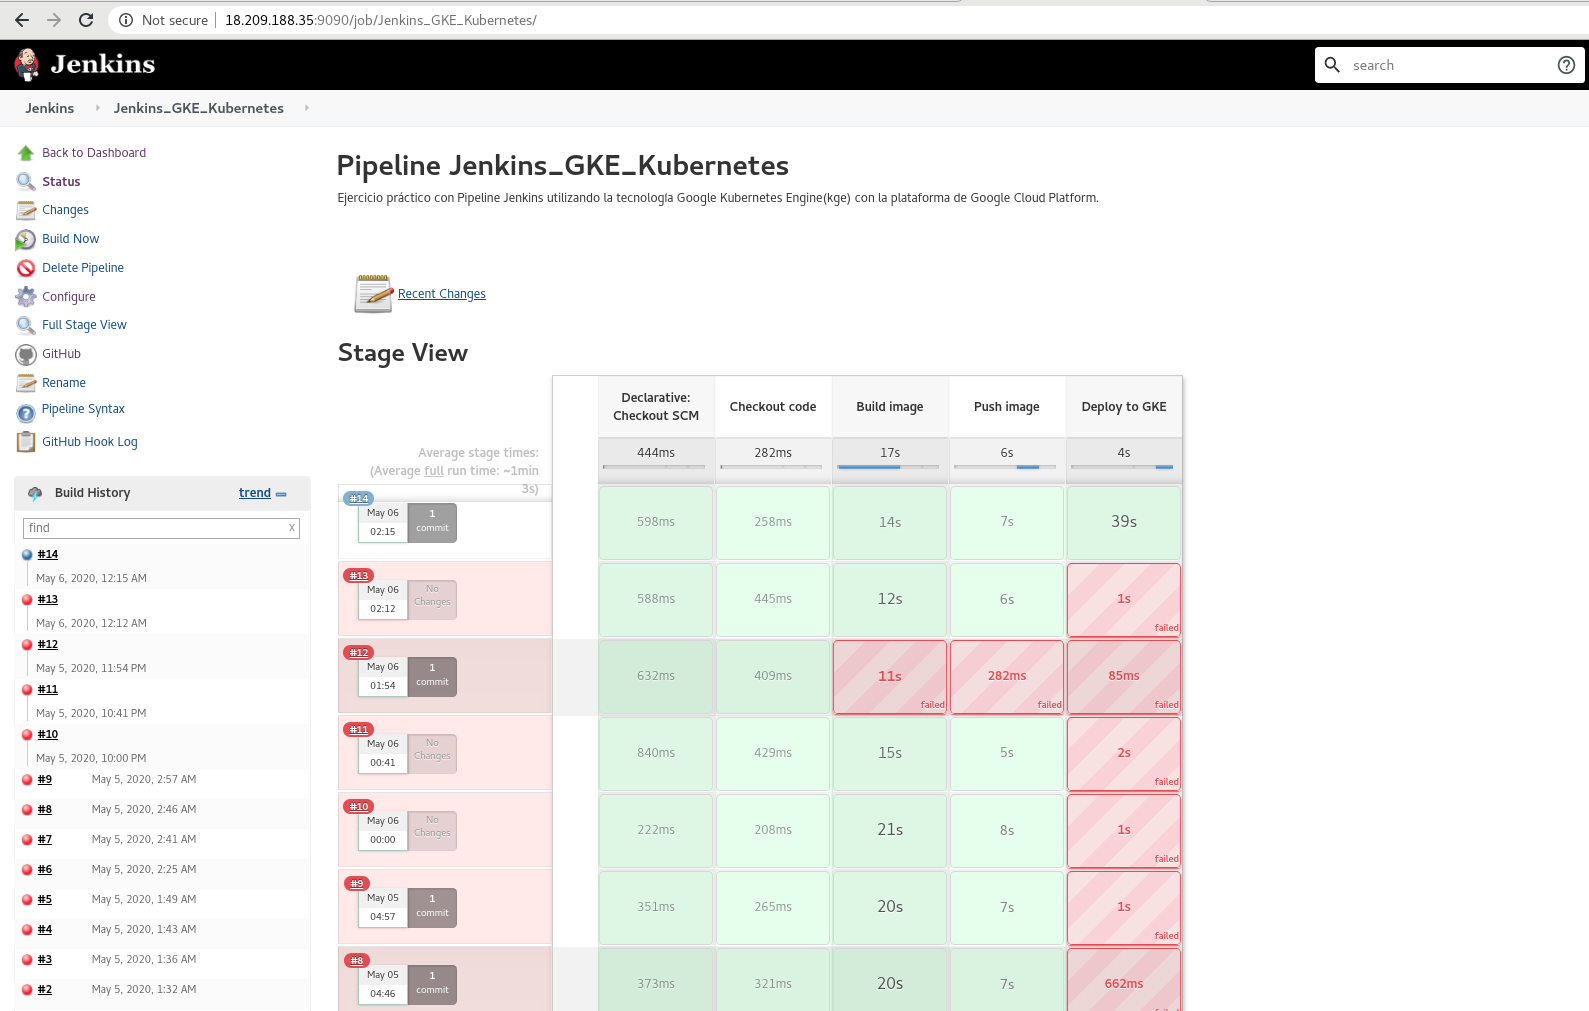 Not secure
18.209.188.35:9090/job/Jenkins_GKE_Kubernetes/
Jenkins
search
Jenkins
Jenkins_GKE_Kubernetes
Back to Dashboard
Status
Changes
Build Now
Delete Pipeline
Configure
Full Stage View
GitHub
Rename
Pipeline Syntax
GitHub Hook Log
Build History
trend
find
x
#14
May 6, 2020, 12:15 AM
#13
May 6, 2020, 12:12 AM
#12
May 5, 2020, 11:54 PM
#11
May 5, 2020, 10:41 PM
#10
May 5, 2020, 10:00 PM
#9 May 5, 2020, 2:57 AM
#8 May 5, 2020, 2:46 AM
#7 May 5, 2020, 2:41 AM
#6 May 5, 2020, 2:25 AM
#5 May 5, 2020, 1:49 AM
#4 May 5, 2020, 1:43 AM
#3 May 5, 2020, 1:36 AM
#2 May 5, 2020, 1:32 AM
Pipeline Jenkins_GKE_Kubernetes
Ejercicio práctico con Pipeline Jenkins utilizando la tecnología Google Kubernetes Engine(kge) con la plataforma de Google Cloud Platform.
Recent Changes
Stage View
Declarative:
Checkout SCM
Checkout code
Build image
Push image
Deploy to GKE
Average stage times:
(Average full run time: ~1min
3s)
444ms
282ms
17s
6s
4s
#14
May 06
02:15
1
commit
598ms
258ms
14s
7s
39s
#13
May 06
02:12
No
Changes
588ms
445ms
12s
6s
1s
failed
#12
May 06
01:54
1
commit
632ms
409ms
11s
failed
282ms
failed
85ms
failed
#11
May 06
00:41
No
Changes
840ms
429ms
15s
5s
2s
failed
#10
May 06
00:00
No
Changes
222ms
208ms
21s
8s
1s
failed
#9
May 05
04:57
1
commit
351ms
265ms
20s
7s
1s
failed
#8
May 05
04:46
1
commit
373ms
321ms
20s
7s
662ms